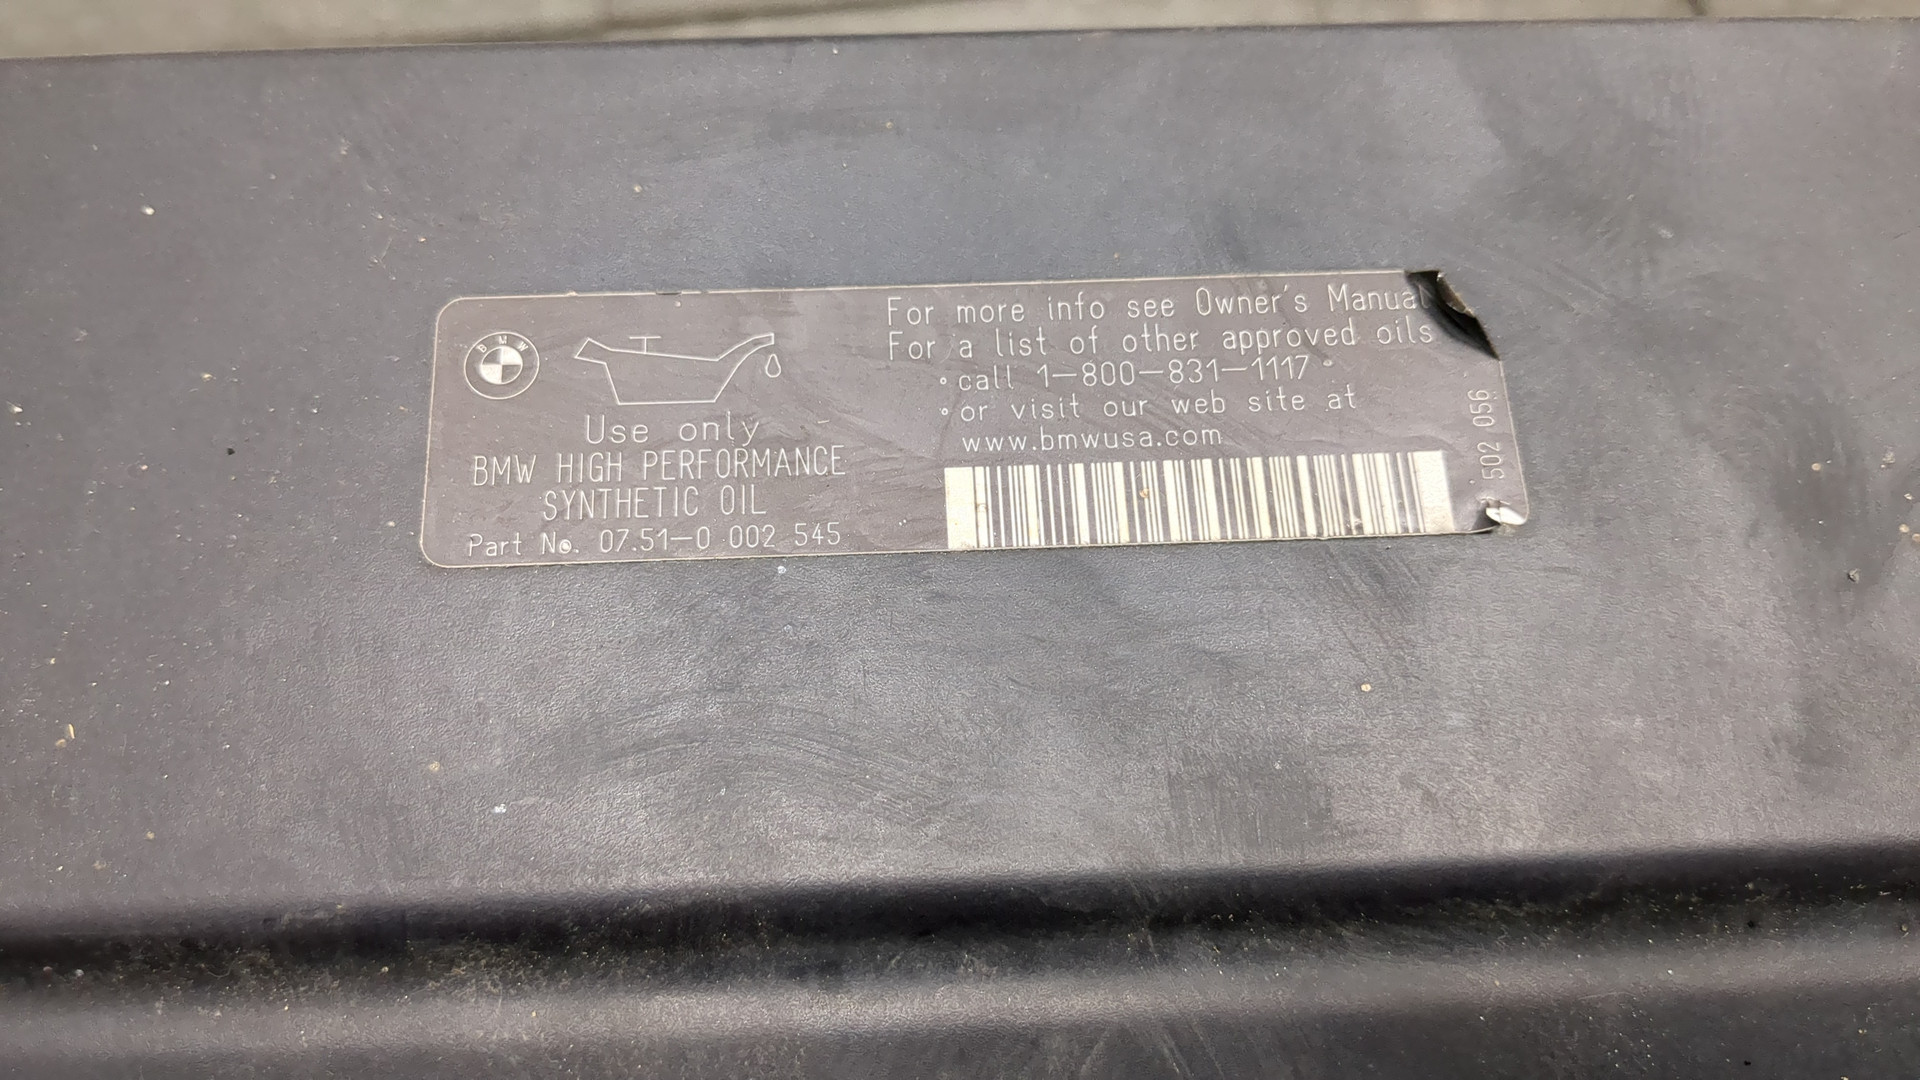 BMW
Use only
BMW HIGH PERFORMANCE
SYNTHETIC OIL
Part No. 07.51-0 002 545
For more info see Owner's Manual
For a list of other approved oils
• call 1-800-831-1117 •
• or visit our web site at
www.bmwusa.com
502 056